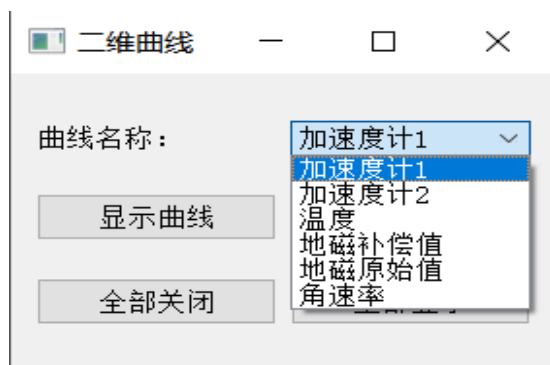 二维曲线
曲线名称:
加速度计1
加速度计1
加速度计2
温度
地磁补偿值
地磁原始值
角速率
显示曲线
全部关闭